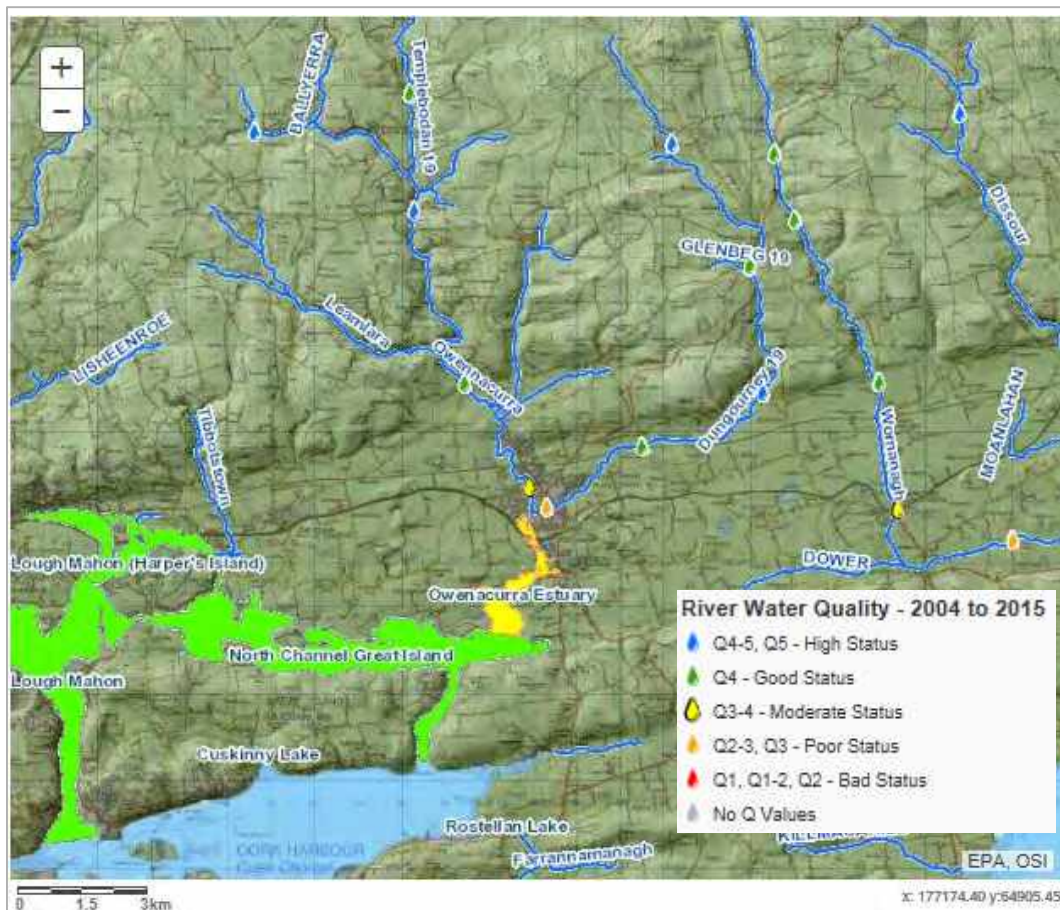 +
−
BALLYERRA
Templebodan 19
GLENBEG 19
Dissour
Leamlara
LISHEENROE
Owennacurra
Dungourney 19
Tibbotstown
Womanagh
MOANLAHAN
Lough Mahon (Harper's Island)
DOWER
Owenacurra Estuary
North Channel Great Island
Lough Mahon
Cuskinny Lake
Rostellan Lake
CORK HARBOUR
Farrannamanagh
River Water Quality - 2004 to 2015
Q4-5, Q5 - High Status
Q4 - Good Status
Q3-4 - Moderate Status
Q2-3, Q3 - Poor Status
Q1, Q1-2, Q2 - Bad Status
No Q Values
EPA, OSI
0 1.5 3km
x: 177174.40 y:64905.45